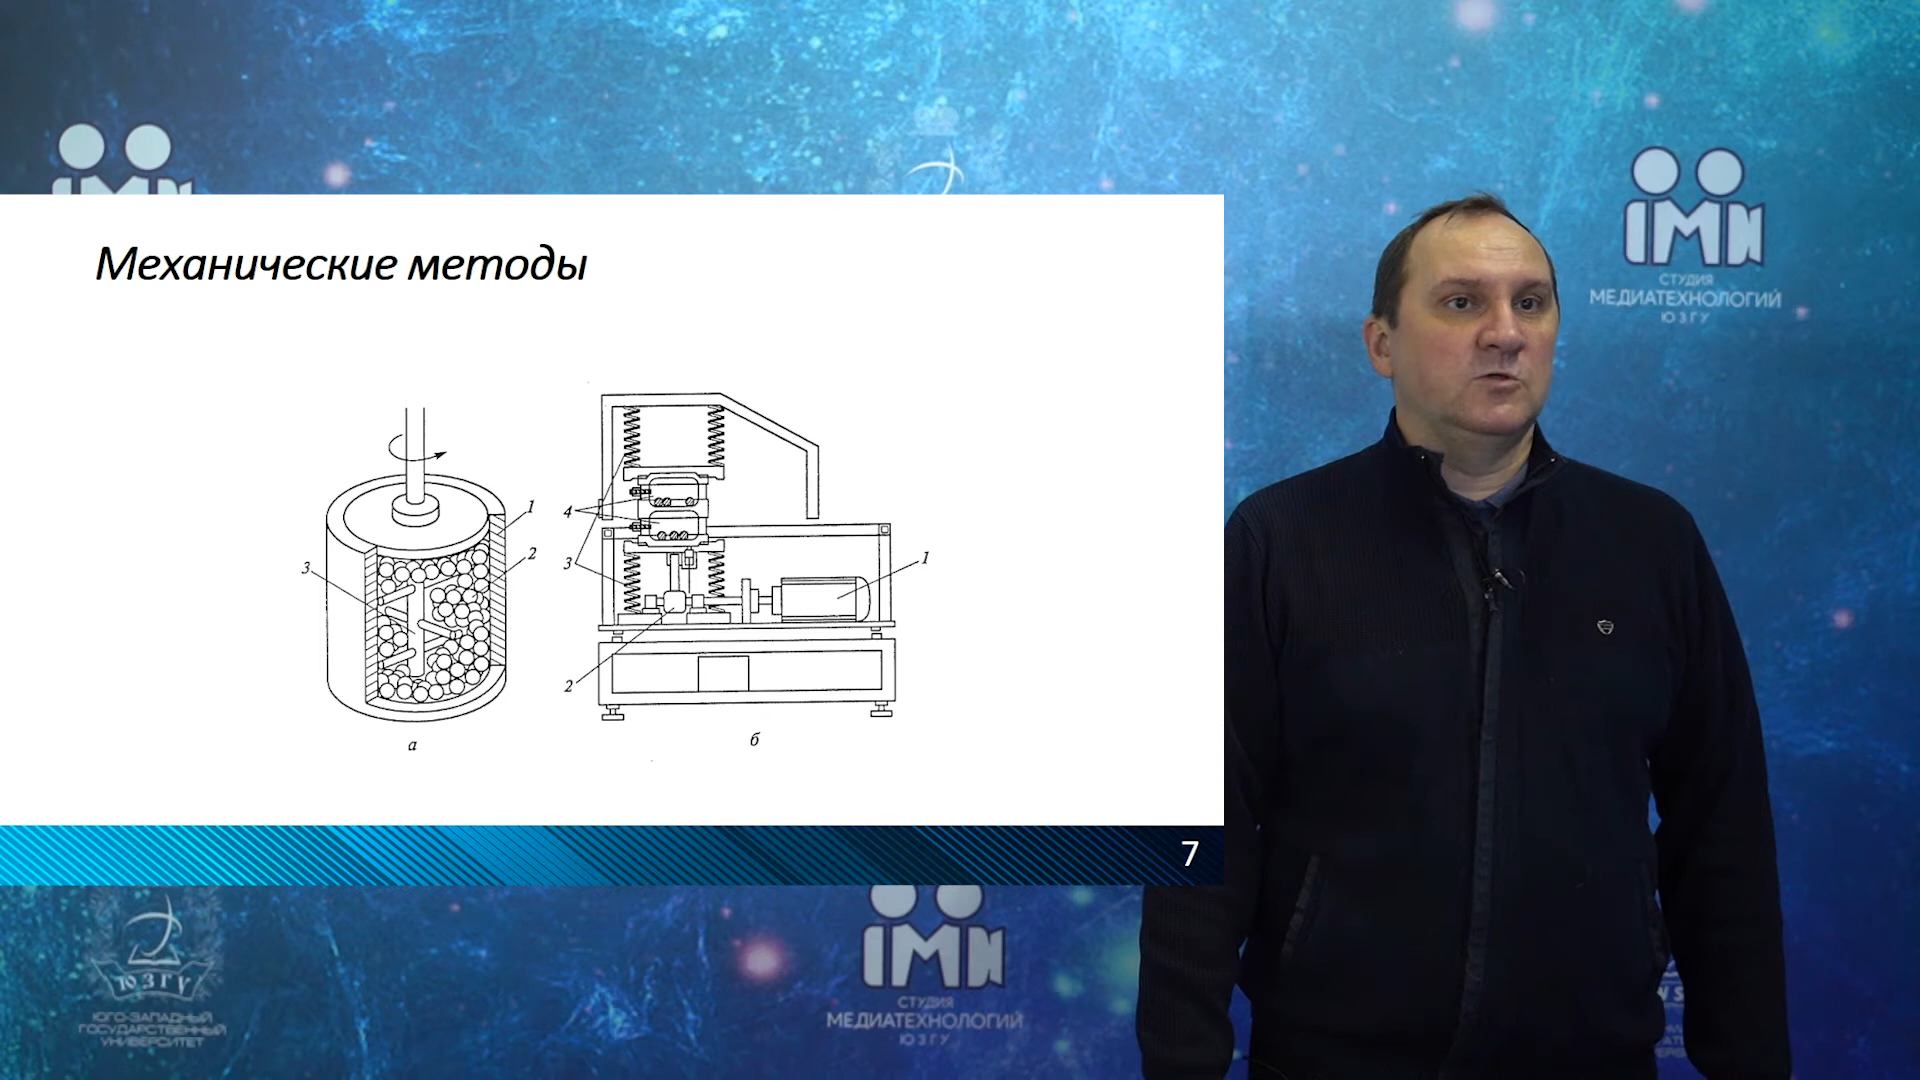 Механические методы
1
2
3
а
4
3
1
2
б
7
СТУДИЯ
МЕДИАТЕХНОЛОГИЙ
ЮЗГУ
ЮЗГУ
ЮГО-ЗАПАДНЫЙ
ГОСУДАРСТВЕННЫЙ
УНИВЕРСИТЕТ
СТУДИЯ
МЕДИАТЕХНОЛОГИЙ
ЮЗГУ